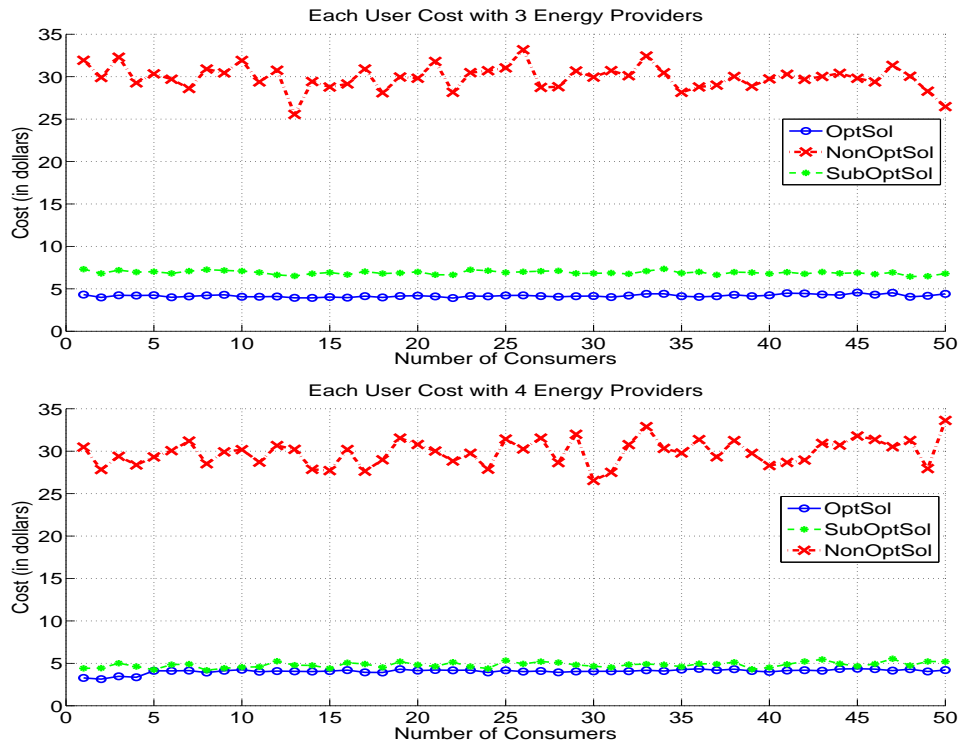 Each User Cost with 3 Energy Providers
35
30
25
20
15
10
5
0
Cost (in dollars)
OptSol
NonOptSol
SubOptSol
0 5 10 15 20 25 30 35 40 45 50
Number of Consumers
Each User Cost with 4 Energy Providers
35
30
25
20
15
10
5
0
Cost (in dollars)
OptSol
SubOptSol
NonOptSol
0 5 10 15 20 25 30 35 40 45 50
Number of Consumers